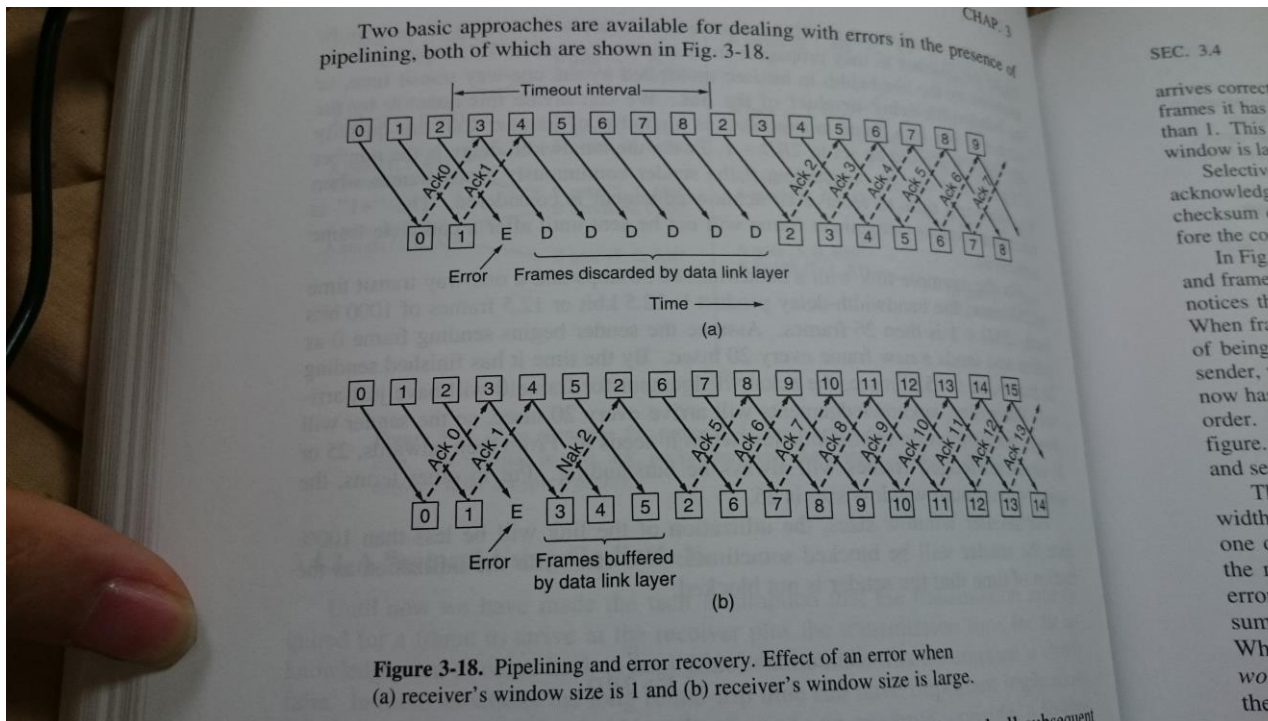 CHAP. 3
Two basic approaches are available for dealing with errors in the presence of
pipelining, both of which are shown in Fig. 3-18.
Timeout interval
0 1 2 3 4 5 6 7 8 2 3 4 5 6 7 8 9
Ack0 Ack1 Ack 2 Ack 3 Ack 4 Ack 5 Ack 6 Ack 7
0 1 E D D D D D D 2 3 4 5 6 7 8
Error Frames discarded by data link layer
Time
(a)
0 1 2 3 4 5 2 6 7 8 9 10 11 12 13 14 15
Ack 0 Ack 1 Nak 2 Ack 5 Ack 6 Ack 7 Ack 8 Ack 9 Ack 10 Ack 11 Ack 12 Ack 13
0 1 E 3 4 5 2 6 7 8 9 10 11 12 13 14
Error Frames buffered
by data link layer
(b)
Figure 3-18. Pipelining and error recovery. Effect of an error when
(a) receiver's window size is 1 and (b) receiver's window size is large.
SEC. 3.4
arrives correc
frames it has
than 1. This
window is la
Selectiv
acknowledg
checksum
fore the co
In Fig
and frame
notices th
When fra
of being
sender,
now has
order.
figure.
and se
Th
width
one
the
erro
sum
Wh
wo
the